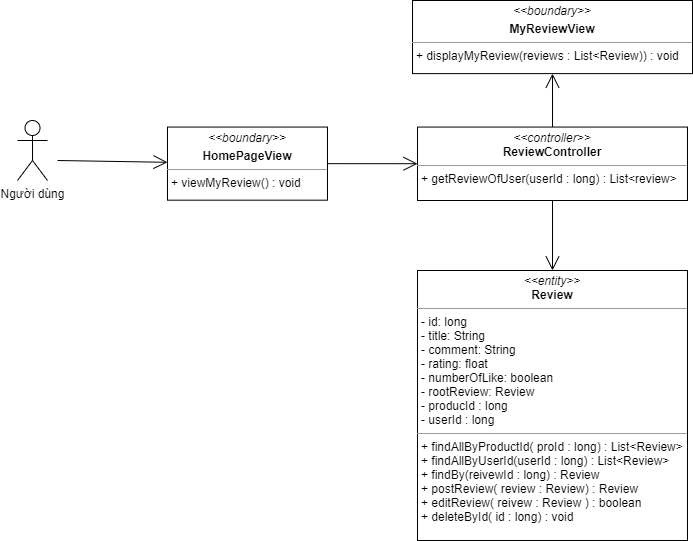 <<boundary>>
MyReviewView
+ displayMyReview(reviews : List<Review)) : void
Người dùng
<<boundary>>
HomePageView
+ viewMyReview() : void
<<controller>>
ReviewController
+ getReviewOfUser(userId : long) : List<review>
<<entity>>
Review
- id: long
- title: String
- comment: String
- rating: float
- numberOfLike: boolean
- rootReview: Review
- producId : long
- userId : long
+ findAllByProductId( proId : long) : List<Review>
+ findAllByUserId(userId : long) : List<Review>
+ findBy(reivewId : long) : Review
+ postReview( review : Review) : Review
+ editReview( reivew : Review ) : boolean
+ deleteById( id : long) : void